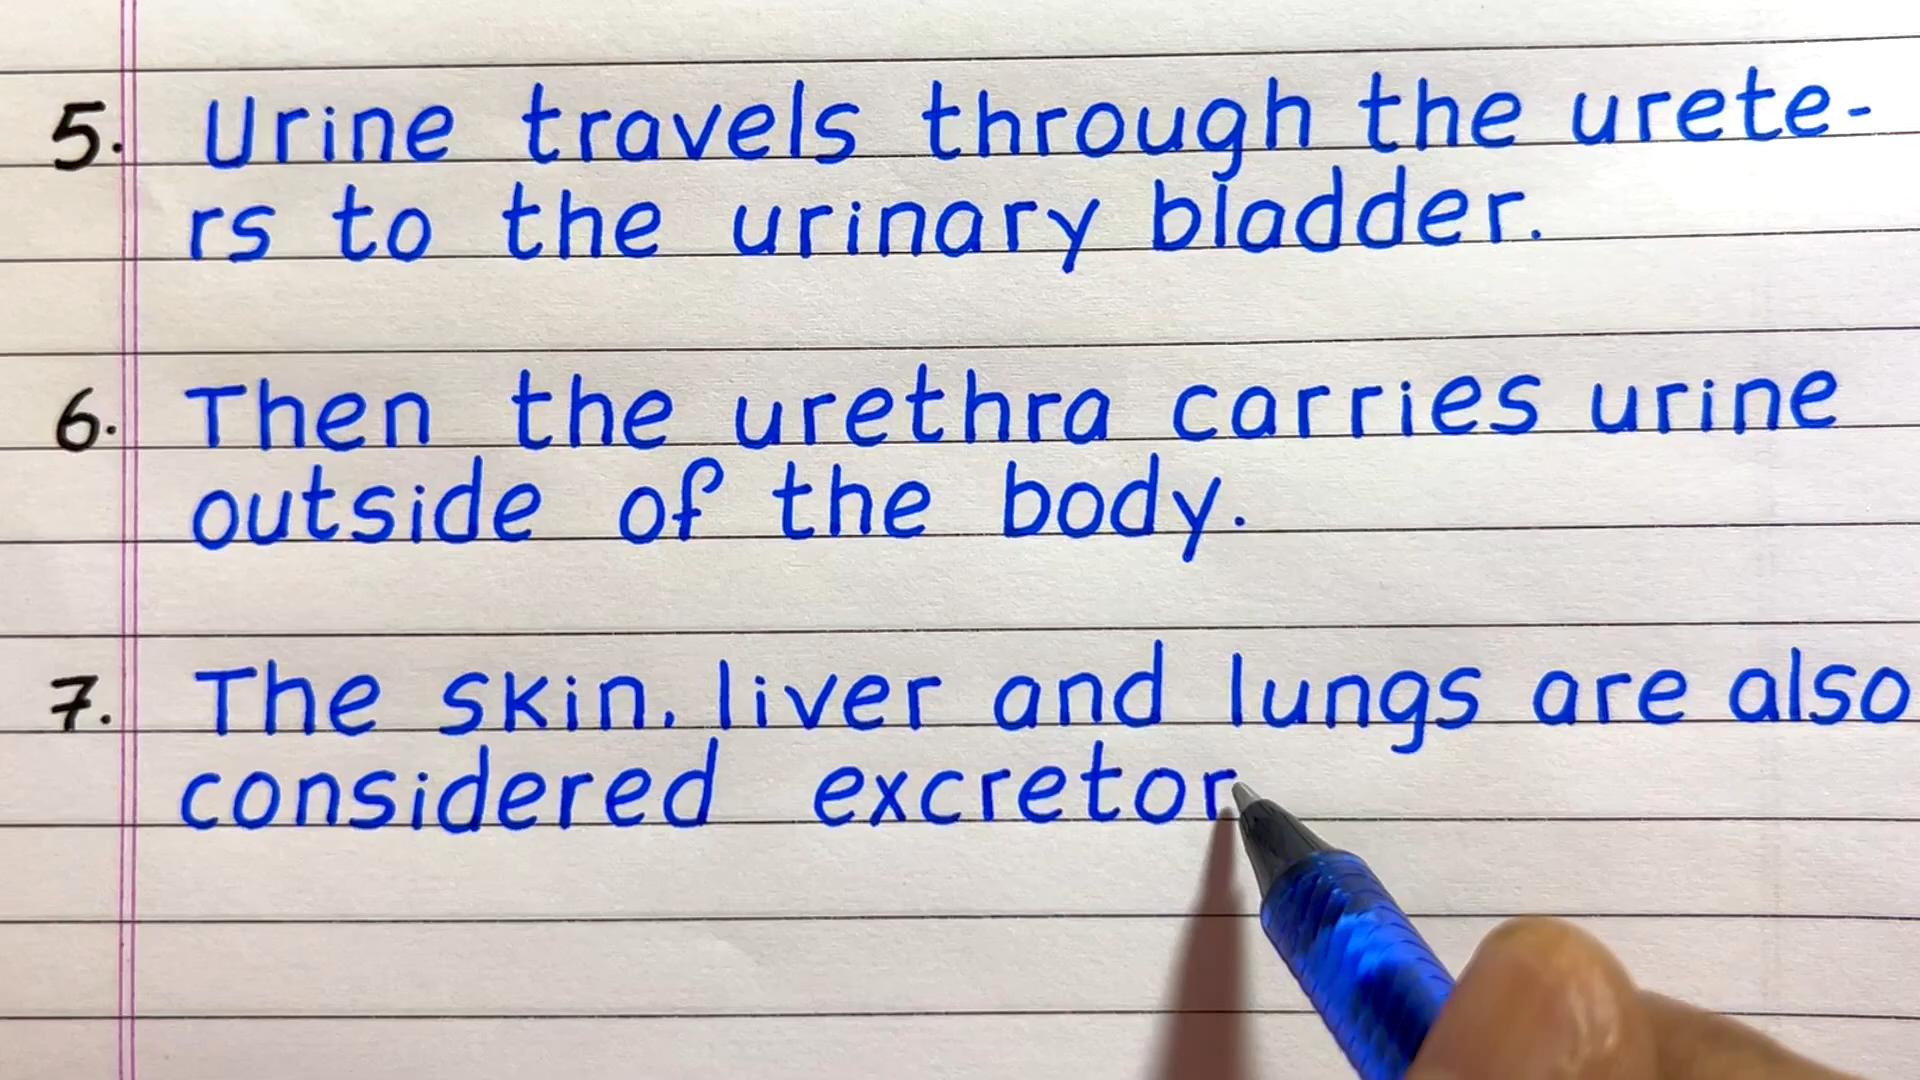 5. Urine travels through the urete-
rs to the urinary bladder.
6. Then the urethra carries urine
outside of the body.
7. The skin, liver and lungs are also
considered excretor